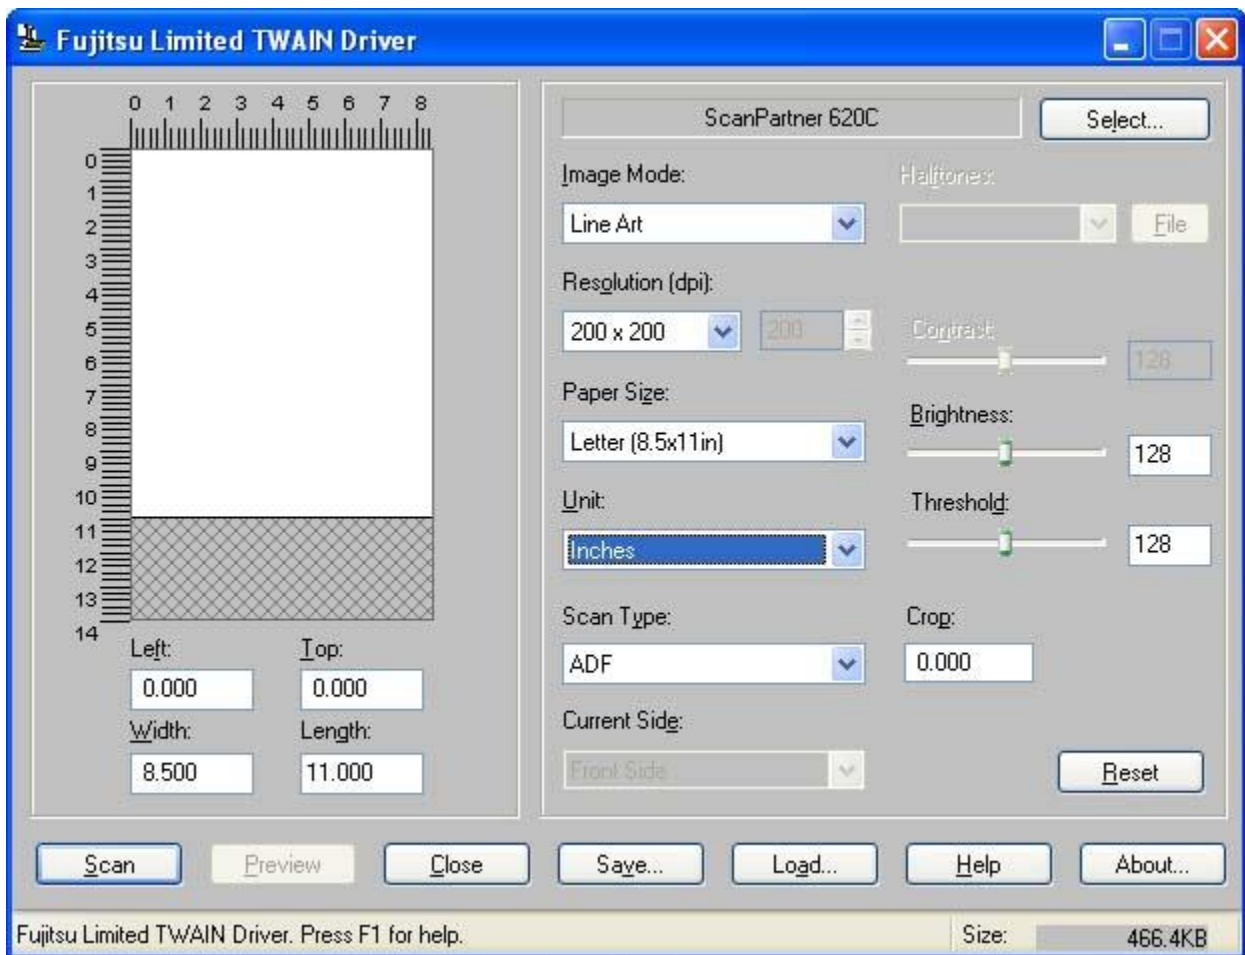 Fujitsu Limited TWAIN Driver
0 1 2 3 4 5 6 7 8
0
1
2
3
4
5
6
7
8
9
10
11
12
13
14
Left:
Top:
0.000
0.000
Width:
Length:
8.500
11.000
ScanPartner 620C
Select...
Image Mode:
Halftones:
Line Art
File
Resolution (dpi):
200 x 200
200
Contrast:
128
Paper Size:
Brightness:
Letter (8.5x11in)
128
Unit:
Threshold:
Inches
128
Scan Type:
Crop:
ADF
0.000
Current Side:
Front Side
Reset
Scan
Preview
Close
Save...
Load...
Help
About...
Fujitsu Limited TWAIN Driver. Press F1 for help.
Size:
466.4KB